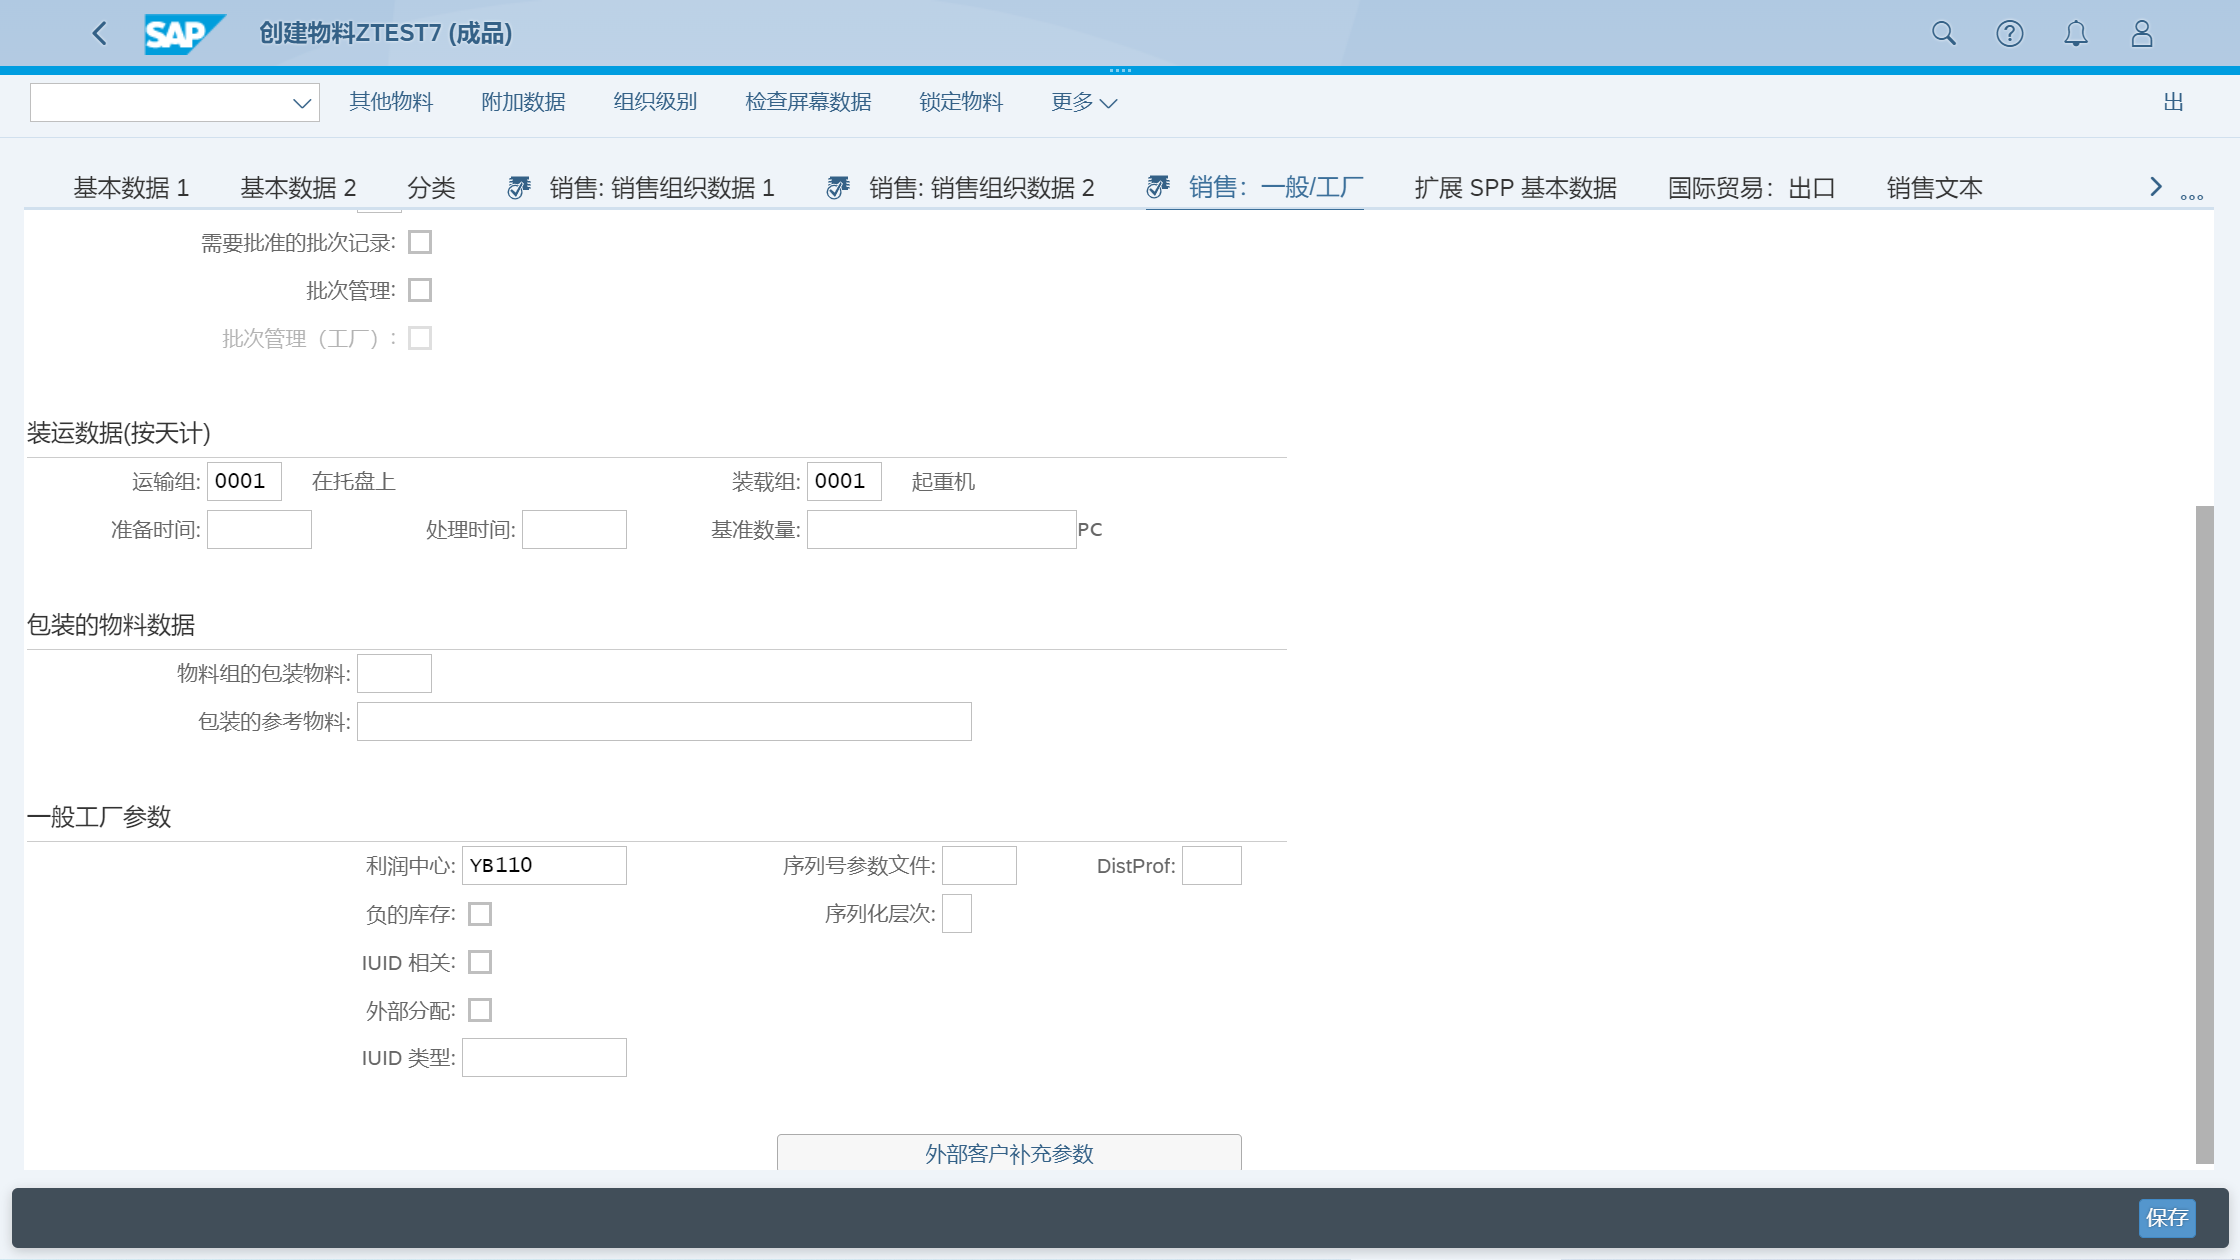 SAP 创建物料ZTEST7 (成品)
其他物料 附加数据 组织级别 检查屏幕数据 锁定物料 更多 出
基本数据 1 基本数据 2 分类 销售: 销售组织数据 1 销售: 销售组织数据 2 销售：一般/工厂 扩展 SPP 基本数据 国际贸易：出口 销售文本
需要批准的批次记录:
批次管理:
批次管理（工厂）:
装运数据(按天计)
运输组: 0001 在托盘上 装载组: 0001 起重机
准备时间: 处理时间: 基准数量: PC
包装的物料数据
物料组的包装物料:
包装的参考物料:
一般工厂参数
利润中心: YB110 序列号参数文件: DistProf:
负的库存: 序列化层次:
IUID 相关:
外部分配:
IUID 类型:
外部客户补充参数
保存